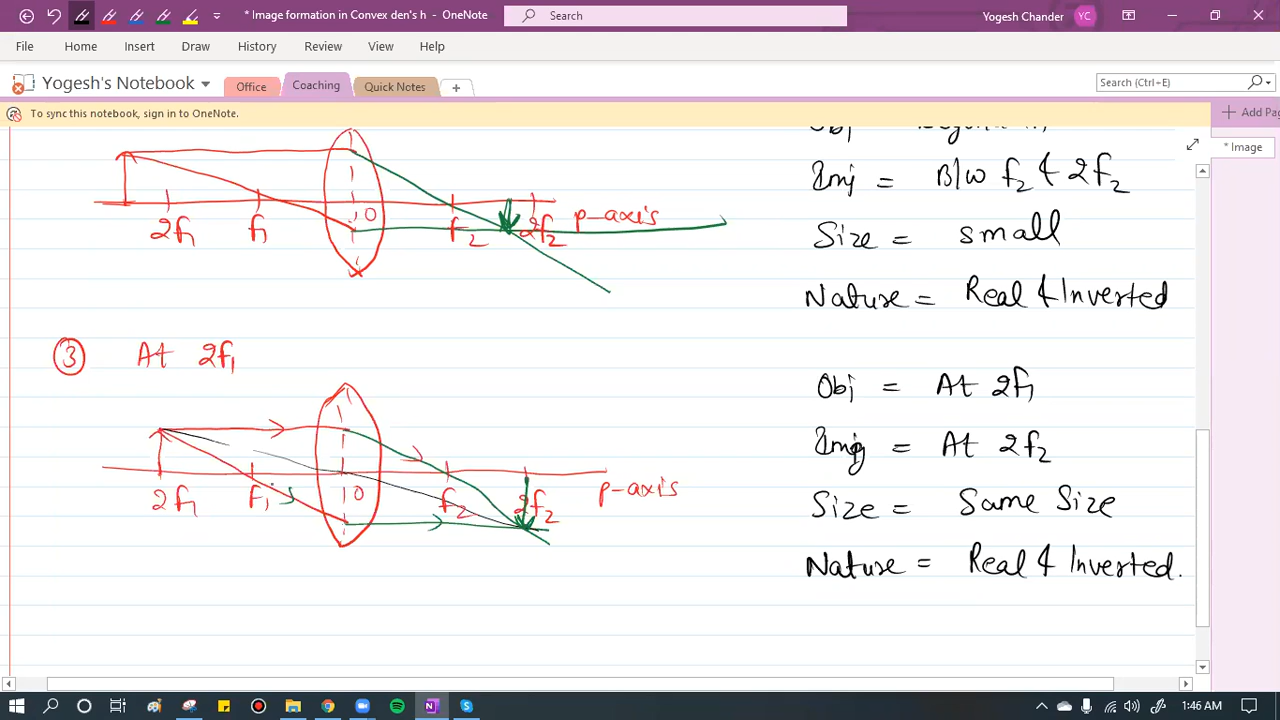 * Image formation in Convex den's h - OneNote
Search
Yogesh Chander
YC
File Home Insert Draw History Review View Help
Yogesh's Notebook
Office
Coaching
Quick Notes
Search (Ctrl+E)
To sync this notebook, sign in to OneNote.
Add Pag
* Image
Img = B/w f2 & 2f2
2f1 f1 O f2 2f2 p-axis
Size = small
Nature = Real & Inverted
③ At 2f1
Obj = At 2f1
Img = At 2f2
2f1 f1 O f2 2f2 p-axis
Size = Same Size
Nature = Real & Inverted.
1:46 AM